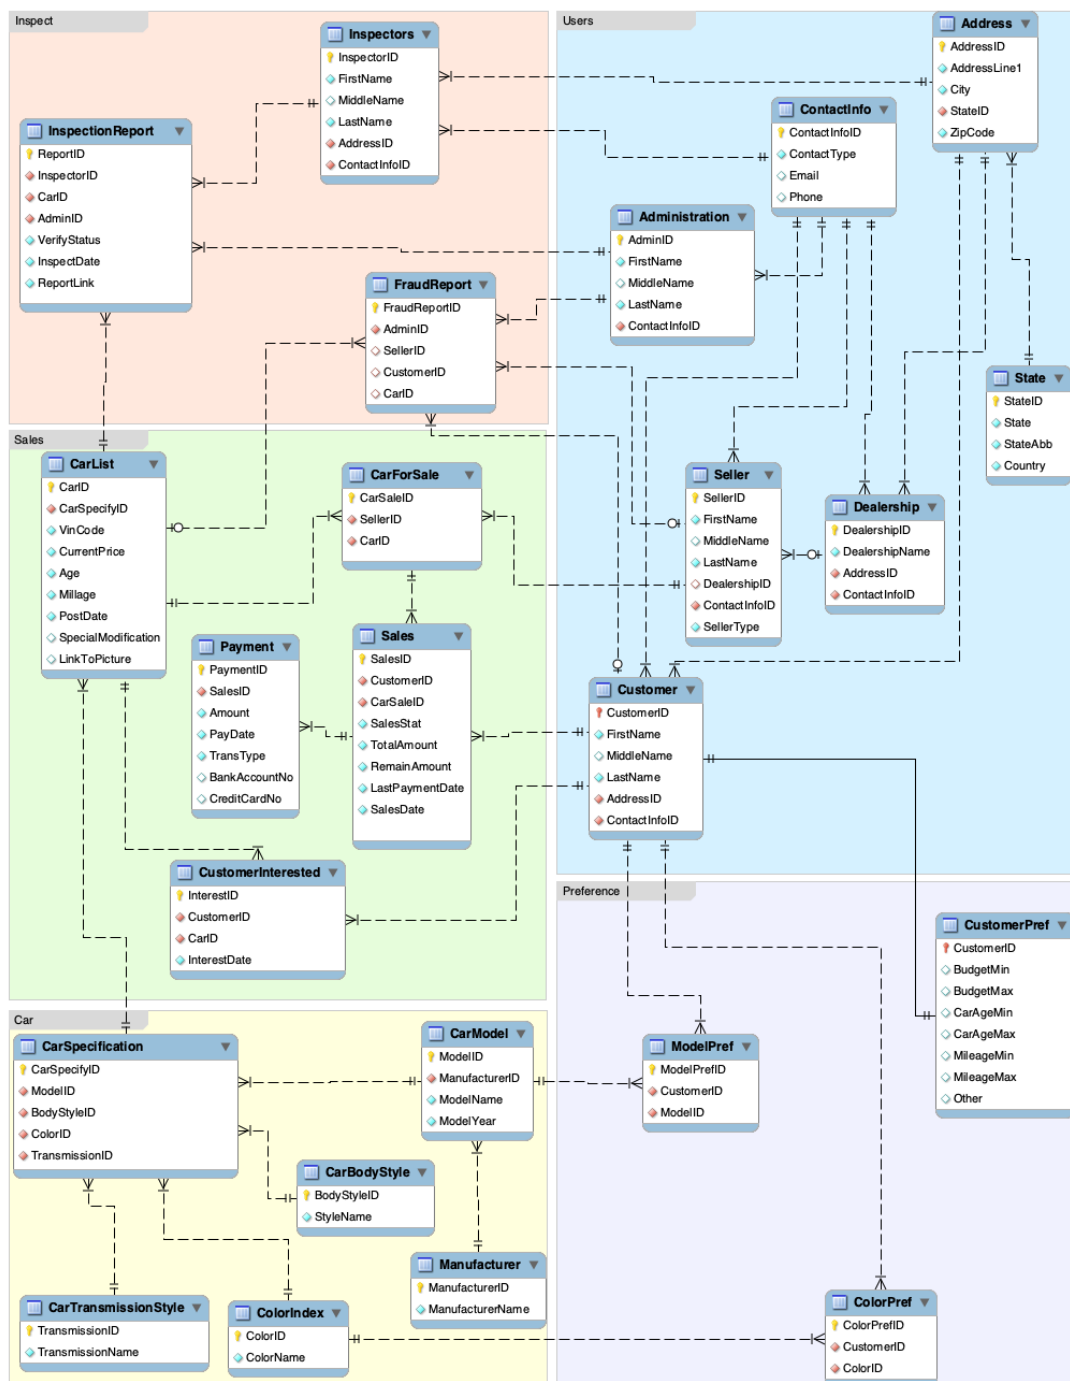 Inspect
Inspectors
InspectorID
FirstName
MiddleName
LastName
AddressID
ContactInfoID
InspectionReport
ReportID
InspectorID
CarID
AdminID
VerifyStatus
InspectDate
ReportLink
FraudReport
FraudReportID
AdminID
SellerID
CustomerID
CarID
Users
Address
AddressID
AddressLine1
City
StateID
ZipCode
ContactInfo
ContactInfoID
ContactType
Email
Phone
Administration
AdminID
FirstName
MiddleName
LastName
ContactInfoID
State
StateID
State
StateAbb
Country
Seller
SellerID
FirstName
MiddleName
LastName
DealershipID
ContactInfoID
SellerType
Dealership
DealershipID
DealershipName
AddressID
ContactInfoID
Customer
CustomerID
FirstName
MiddleName
LastName
AddressID
ContactInfoID
Sales
CarList
CarID
CarSpecifyID
VinCode
CurrentPrice
Age
Millage
PostDate
SpecialModification
LinkToPicture
CarForSale
CarSaleID
SellerID
CarID
Payment
PaymentID
SalesID
Amount
PayDate
TransType
BankAccountNo
CreditCardNo
Sales
SalesID
CustomerID
CarSaleID
SalesStat
TotalAmount
RemainAmount
LastPaymentDate
SalesDate
CustomerInterested
InterestID
CustomerID
CarID
InterestDate
Preference
CustomerPref
CustomerID
BudgetMin
BudgetMax
CarAgeMin
CarAgeMax
MileageMin
MileageMax
Other
ModelPref
ModelPrefID
CustomerID
ModelID
ColorPref
ColorPrefID
CustomerID
ColorID
Car
CarSpecification
CarSpecifyID
ModelID
BodyStyleID
ColorID
TransmissionID
CarModel
ModelID
ManufacturerID
ModelName
ModelYear
CarBodyStyle
BodyStyleID
StyleName
Manufacturer
ManufacturerID
ManufacturerName
CarTransmissionStyle
TransmissionID
TransmissionName
ColorIndex
ColorID
ColorName